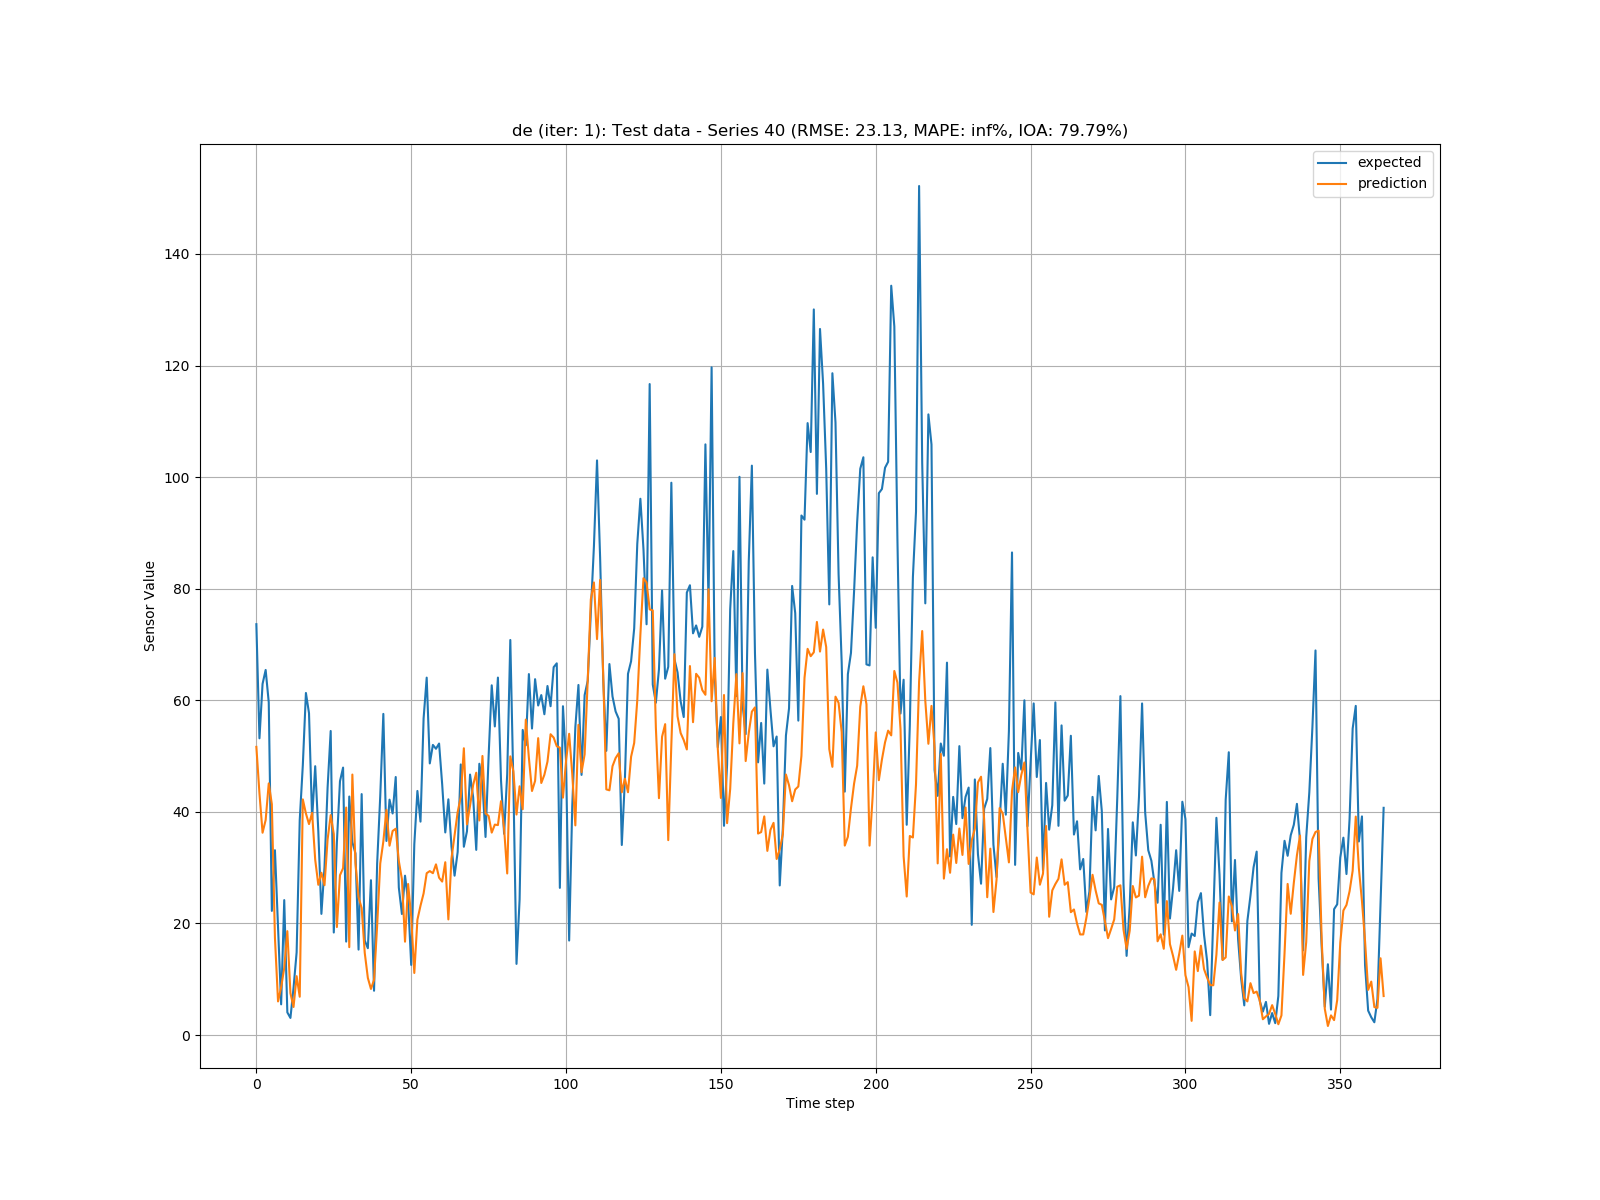 de (iter: 1): Test data - Series 40 (RMSE: 23.13, MAPE: inf%, IOA: 79.79%)
expected
prediction
140
120
100
80
60
40
20
0
Sensor Value
0 50 100 150 200 250 300 350
Time step